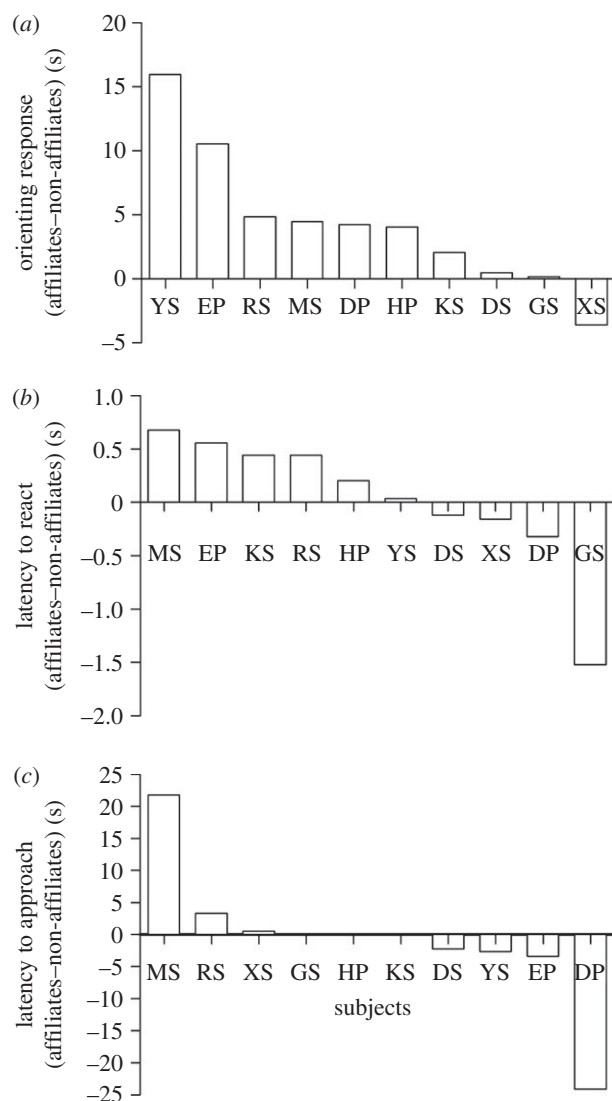 (a)
orienting response
(affiliates–non-affiliates) (s)
20
15
10
5
0
–5
YS EP RS MS DP HP KS DS GS XS
(b)
latency to react
(affiliates–non-affiliates) (s)
1.0
0.5
0
–0.5
–1.0
–1.5
–2.0
MS EP KS RS HP YS DS XS DP GS
(c)
latency to approach
(affiliates–non-affiliates) (s)
25
20
15
10
5
0
–5
–10
–15
–20
–25
MS RS XS GS HP KS DS YS EP DP
subjects